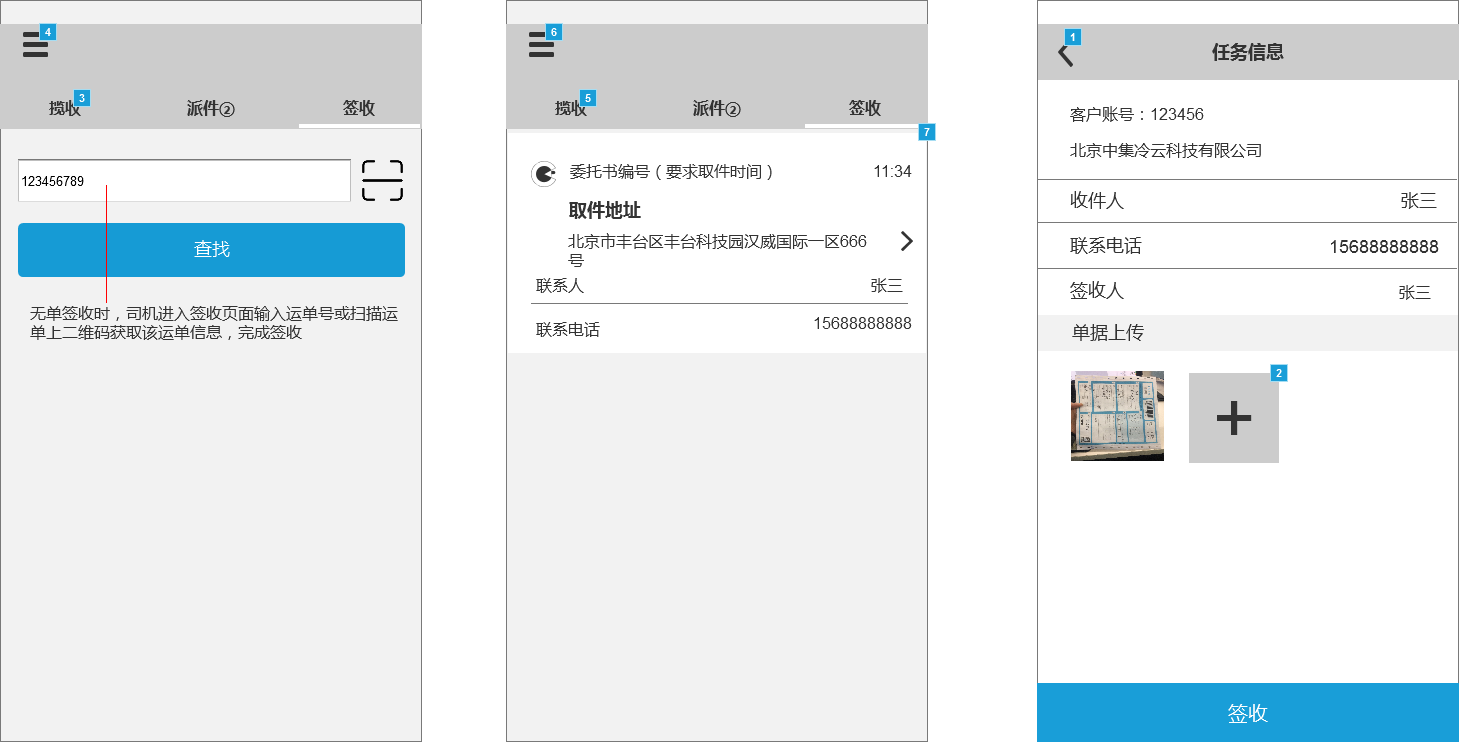 4
3
揽收
派件②
签收
123456789
查找
无单签收时，司机进入签收页面输入运单号或扫描运
单上二维码获取该运单信息，完成签收
6
5
揽收
派件②
签收
7
委托书编号（要求取件时间）
11:34
取件地址
北京市丰台区丰台科技园汉威国际一区666
号
联系人
张三
联系电话
15688888888
1
任务信息
客户账号：123456
北京中集冷云科技有限公司
收件人
张三
联系电话
15688888888
签收人
张三
单据上传
2
签收